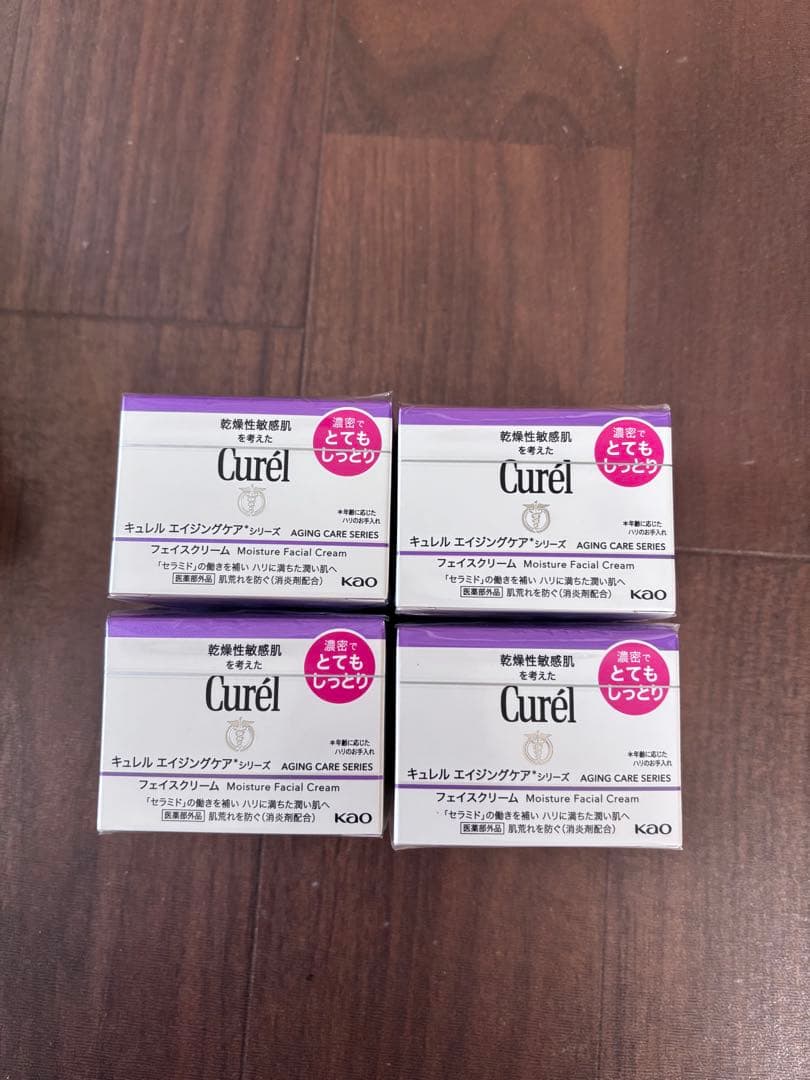 乾燥性敏感肌
を考えた
Curél
濃密で
とても
しっとり
*年齢に応じた
ハリのお手入れ
キュレル エイジングケア*シリーズ AGING CARE SERIES
フェイスクリーム Moisture Facial Cream
「セラミド」の働きを補い ハリに満ちた潤い肌へ
医薬部外品 肌荒れを防ぐ(消炎剤配合)
Kao
乾燥性敏感肌
を考えた
Curél
濃密で
とても
しっとり
*年齢に応じた
ハリのお手入れ
キュレル エイジングケア*シリーズ AGING CARE SERIES
フェイスクリーム Moisture Facial Cream
「セラミド」の働きを補い ハリに満ちた潤い肌へ
医薬部外品 肌荒れを防ぐ(消炎剤配合)
Kao
乾燥性敏感肌
を考えた
Curél
濃密で
とても
しっとり
*年齢に応じた
ハリのお手入れ
キュレル エイジングケア*シリーズ AGING CARE SERIES
フェイスクリーム Moisture Facial Cream
「セラミド」の働きを補い ハリに満ちた潤い肌へ
医薬部外品 肌荒れを防ぐ(消炎剤配合)
Kao
乾燥性敏感肌
を考えた
Curél
濃密で
とても
しっとり
*年齢に応じた
ハリのお手入れ
キュレル エイジングケア*シリーズ AGING CARE SERIES
フェイスクリーム Moisture Facial Cream
「セラミド」の働きを補い ハリに満ちた潤い肌へ
医薬部外品 肌荒れを防ぐ(消炎剤配合)
Kao